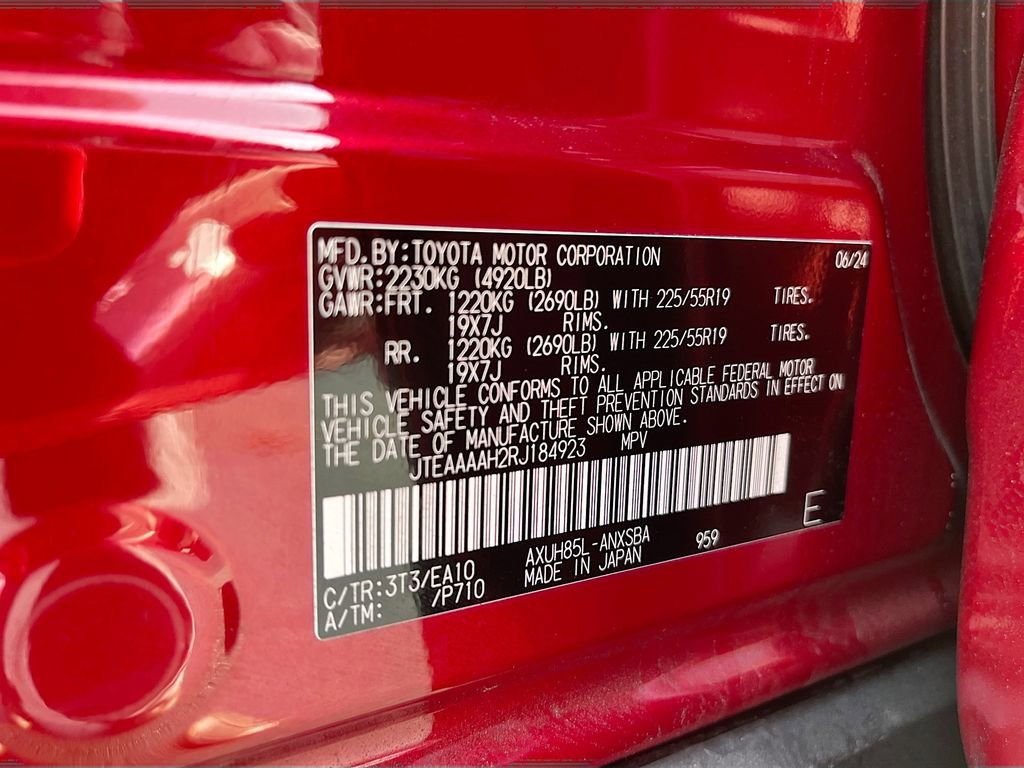 MFD.BY:TOYOTA MOTOR CORPORATION 06/24
GVWR:2230KG (4920LB)
GAWR:FRT. 1220KG (2690LB) WITH 225/55R19 TIRES.
19X7J RIMS.
RR. 1220KG (2690LB) WITH 225/55R19 TIRES.
19X7J RIMS.
THIS VEHICLE CONFORMS TO ALL APPLICABLE FEDERAL MOTOR
VEHICLE SAFETY AND THEFT PREVENTION STANDARDS IN EFFECT ON
THE DATE OF MANUFACTURE SHOWN ABOVE.
JTEAAAAH2RJ184923 MPV
E
C/TR:3T3/EA10 AXUH85L-ANXSBA 959
A/TM: /P710 MADE IN JAPAN